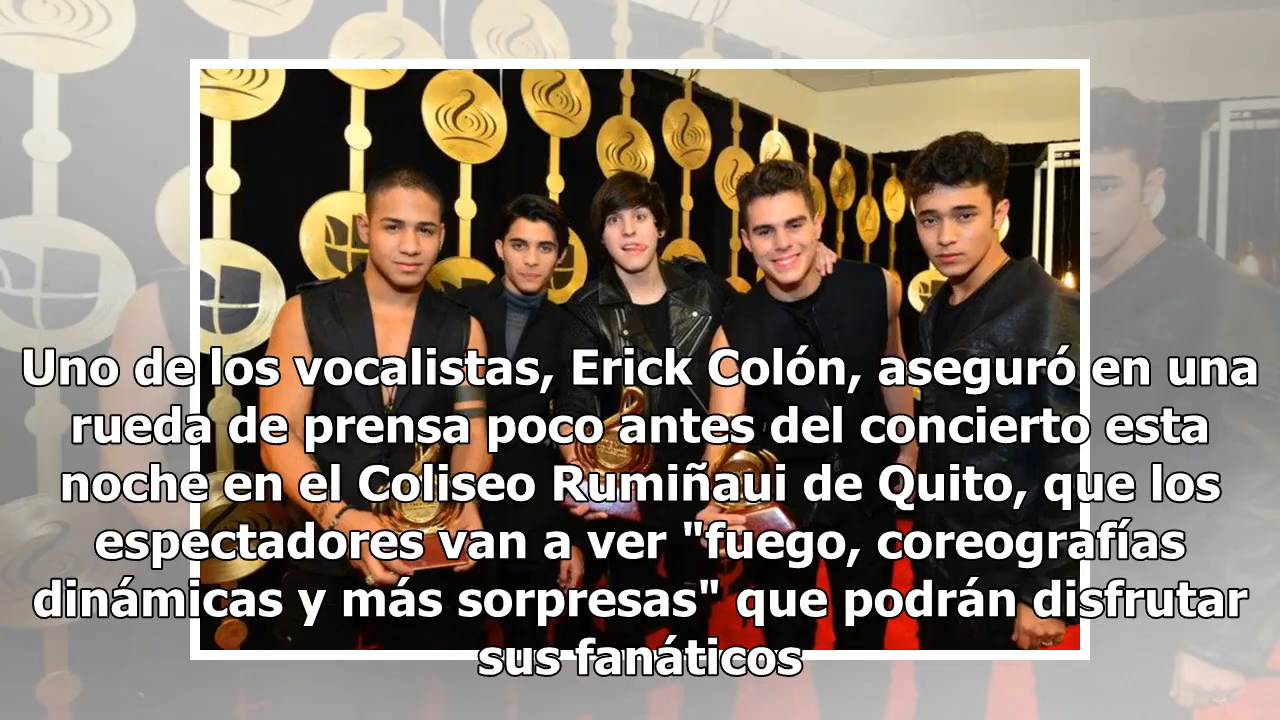 Uno de los vocalistas, Erick Colón, aseguró en una
rueda de prensa poco antes del concierto esta
noche en el Coliseo Rumiñaui de Quito, que los
espectadores van a ver "fuego, coreografías
dinámicas y más sorpresas" que podrán disfrutar
sus fanáticos